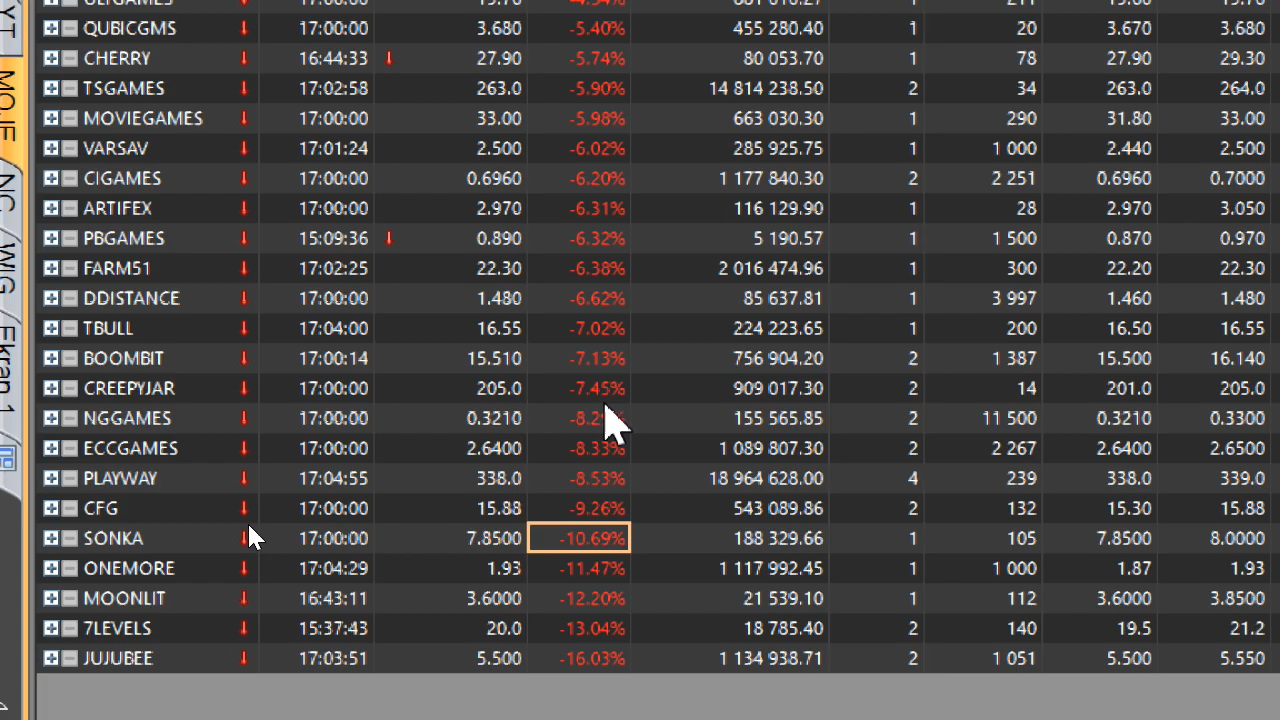 QUBICGMS 17:00:00 3.680 -5.40% 455 280.40 1 20 3.670 3.680
CHERRY 16:44:33 27.90 -5.74% 80 053.70 1 78 27.90 29.30
TSGAMES 17:02:58 263.0 -5.90% 14 814 238.50 2 34 263.0 264.0
MOVIEGAMES 17:00:00 33.00 -5.98% 663 030.30 1 290 31.80 33.00
VARSAV 17:01:24 2.500 -6.02% 285 925.75 1 1 000 2.440 2.500
CIGAMES 17:00:00 0.6960 -6.20% 1 177 840.30 2 2 251 0.6960 0.7000
ARTIFEX 17:00:00 2.970 -6.31% 116 129.90 1 28 2.970 3.050
PBGAMES 15:09:36 0.890 -6.32% 5 190.57 1 1 500 0.870 0.970
FARM51 17:02:25 22.30 -6.38% 2 016 474.96 1 300 22.20 22.30
DDISTANCE 17:00:00 1.480 -6.62% 85 637.81 1 3 997 1.460 1.480
TBULL 17:04:00 16.55 -7.02% 224 223.65 1 200 16.50 16.55
BOOMBIT 17:00:14 15.510 -7.13% 756 904.20 2 1 387 15.500 16.140
CREEPYJAR 17:00:00 205.0 -7.45% 909 017.30 2 14 201.0 205.0
NGGAMES 17:00:00 0.3210 155 565.85 2 11 500 0.3210 0.3300
ECCGAMES 17:00:00 2.6400 -8.33% 1 089 807.30 2 2 267 2.6400 2.6500
PLAYWAY 17:04:55 338.0 -8.53% 18 964 628.00 4 239 338.0 339.0
CFG 17:00:00 15.88 -9.26% 543 089.86 2 132 15.30 15.88
SONKA 17:00:00 7.8500 -10.69% 188 329.66 1 105 7.8500 8.0000
ONEMORE 17:04:29 1.93 -11.47% 1 117 992.45 1 1 000 1.87 1.93
MOONLIT 16:43:11 3.6000 -12.20% 21 539.10 1 112 3.6000 3.8500
7LEVELS 15:37:43 20.0 -13.04% 18 785.40 2 140 19.5 21.2
JUJUBEE 17:03:51 5.500 -16.03% 1 134 938.71 2 1 051 5.500 5.550
YT
MOJE
NC
WIG
Ekran 1